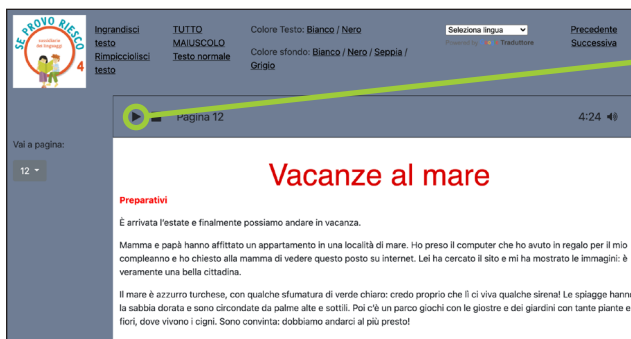 SE PROVO RIESCO
sussidiario
dei linguaggi
4
Ingrandisci
testo
Rimpicciolisci
testo
TUTTO
MAIUSCOLO
Testo normale
Colore Testo: Bianco / Nero
Colore sfondo: Bianco / Nero / Seppia /
Grigio
Seleziona lingua
Powered by Traduttore
Precedente
Successiva
Pagina 12
4:24
Vai a pagina:
12
Vacanze al mare
Preparativi
È arrivata l'estate e finalmente possiamo andare in vacanza.
Mamma e papà hanno affittato un appartamento in una località di mare. Ho preso il computer che ho avuto in regalo per il mio
compleanno e ho chiesto alla mamma di vedere questo posto su internet. Lei ha cercato il sito e mi ha mostrato le immagini: è
veramente una bella cittadina.
Il mare è azzurro turchese, con qualche sfumatura di verde chiaro: credo proprio che lì ci viva qualche sirena! Le spiagge hanno
la sabbia dorata e sono circondate da palme alte e sottili. Poi c'è un parco giochi con le giostre e dei giardini con tante piante e
fiori, dove vivono i cigni. Sono convinta: dobbiamo andarci al più presto!